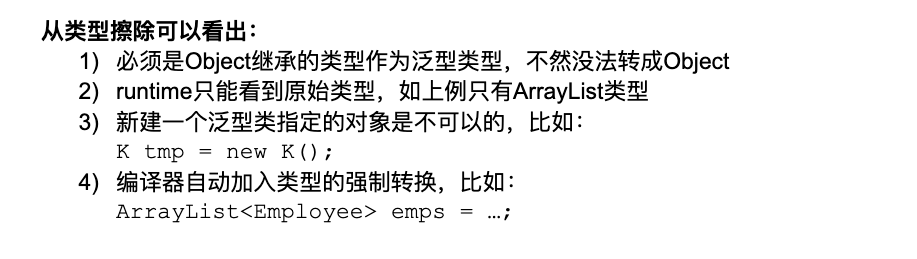 从类型擦除可以看出：
1) 必须是Object继承的类型作为泛型类型，不然没法转成Object
2) runtime只能看到原始类型，如上例只有ArrayList类型
3) 新建一个泛型类指定的对象是不可以的，比如：
K tmp = new K();
4) 编译器自动加入类型的强制转换，比如：
ArrayList<Employee> emps = …;